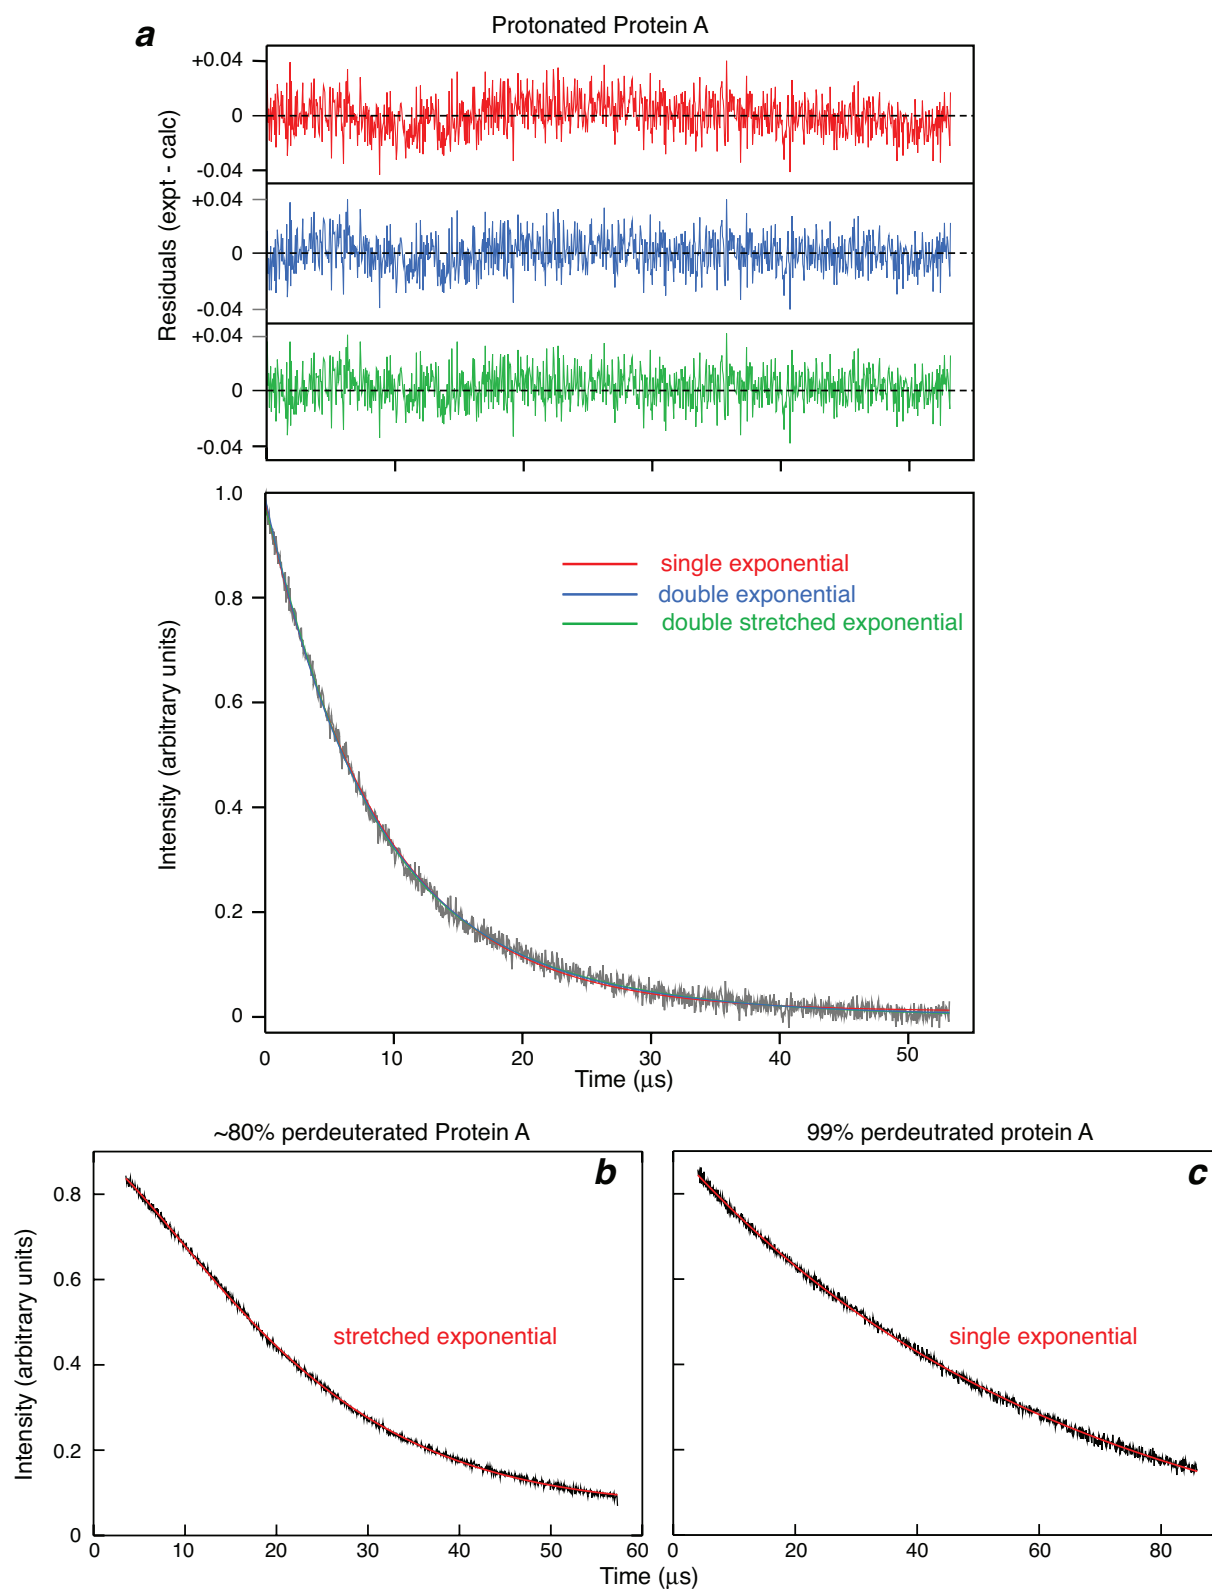 a
Protonated Protein A
Residuals (expt - calc)
+0.04
0
-0.04
+0.04
0
-0.04
+0.04
0
-0.04
Intensity (arbitrary units)
1.0
0.8
0.6
0.4
0.2
0
single exponential
double exponential
double stretched exponential
0 10 20 30 40 50
Time (μs)
~80% perdeuterated Protein A
b
Intensity (arbitrary units)
0.8
0.6
0.4
0.2
0
stretched exponential
0 10 20 30 40 50 60
99% perdeutrated protein A
c
single exponential
0 20 40 60 80
Time (μs)